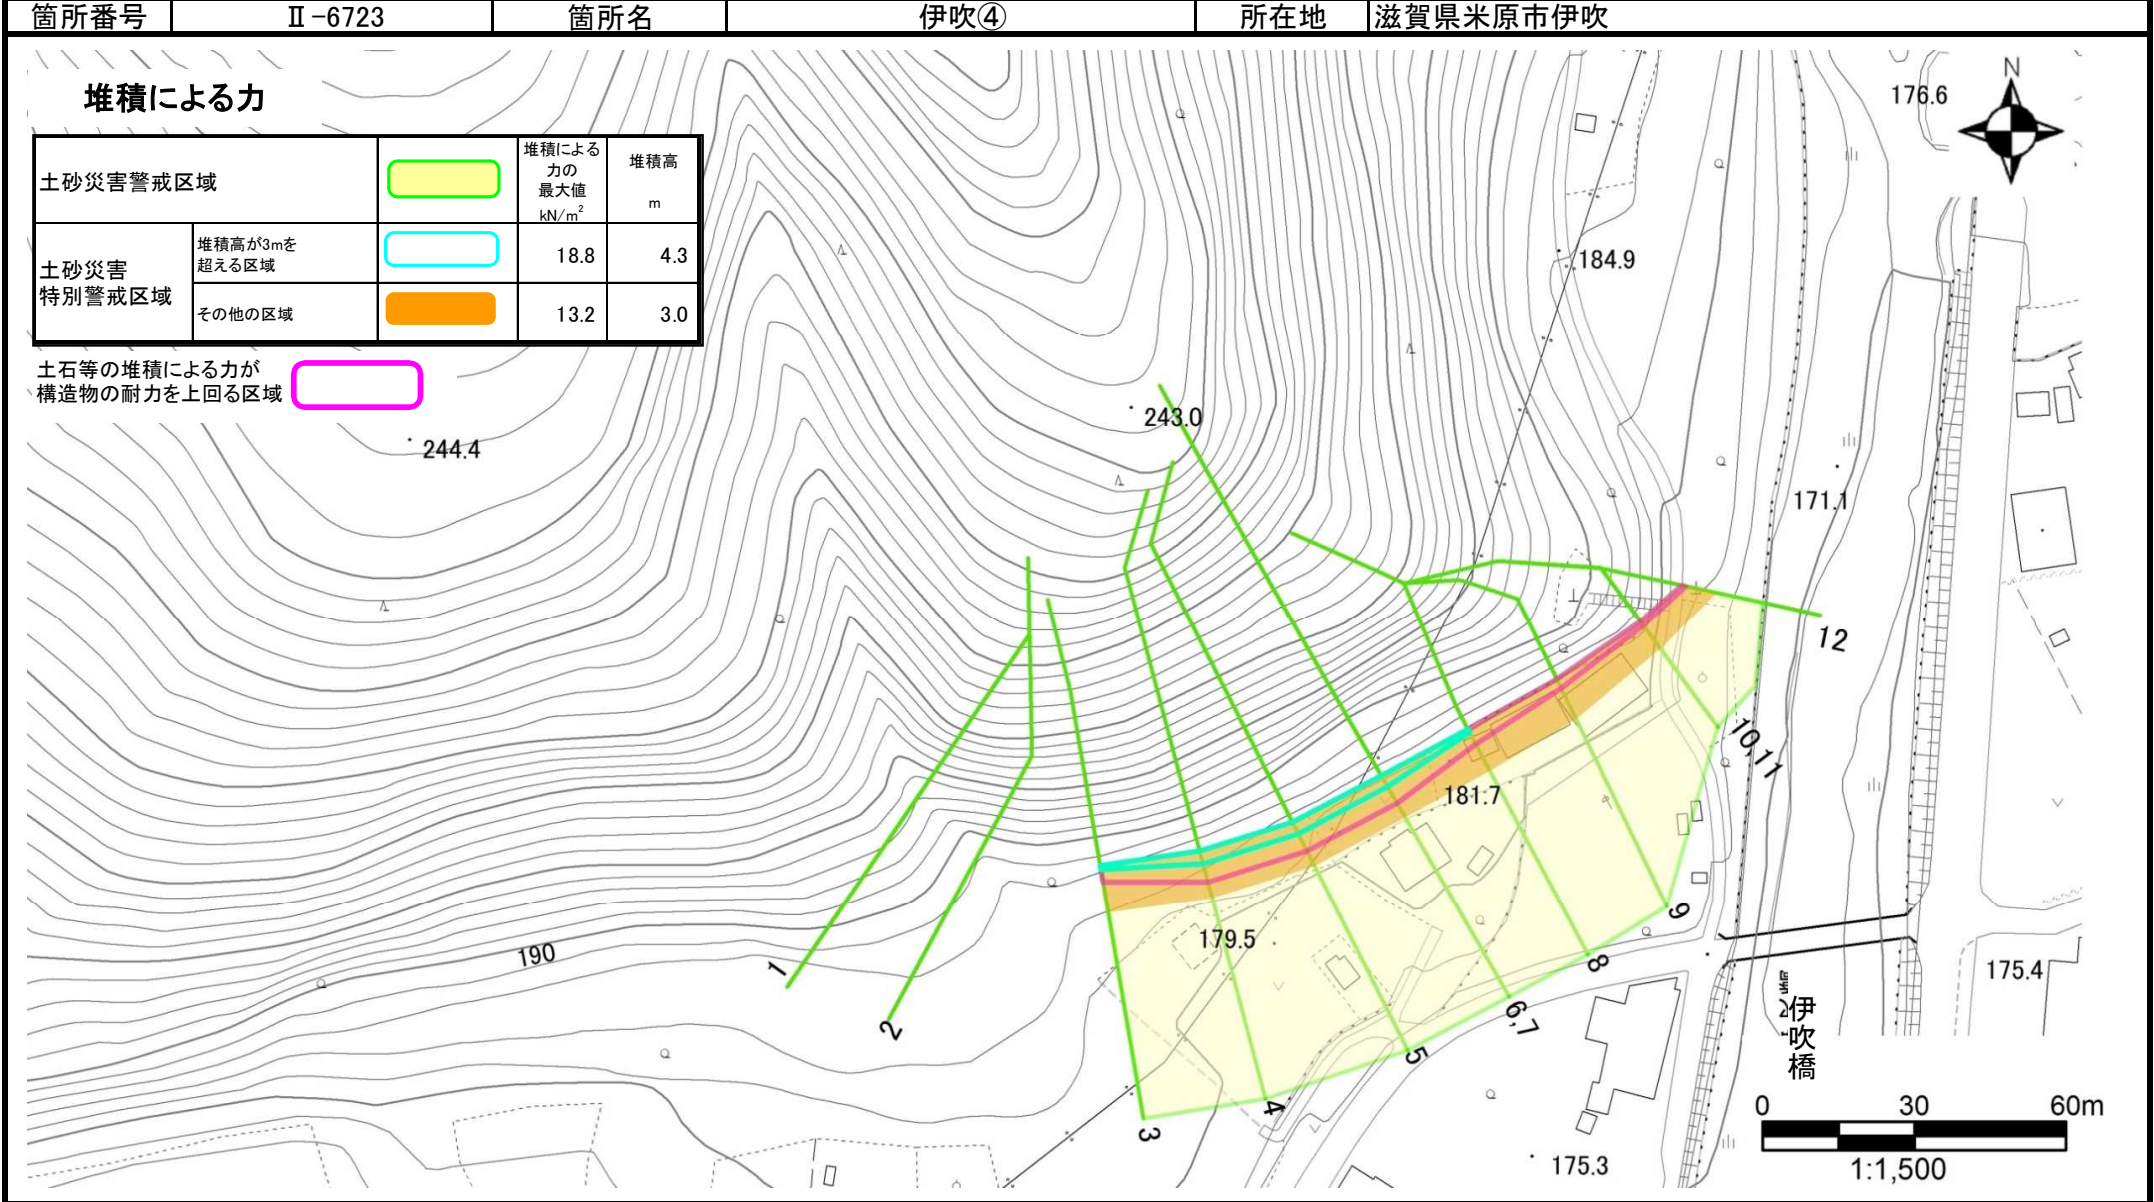 箇所番号 Ⅱ-6723 箇所名 伊吹④ 所在地 滋賀県米原市伊吹
堆積による力
土砂災害警戒区域
堆積による
力の
最大値
kN/m²
堆積高
m
土砂災害
特別警戒区域
堆積高が3mを
超える区域
18.8 4.3
その他の区域
13.2 3.0
土石等の堆積による力が
構造物の耐力を上回る区域
N
176.6
184.9
243.0
244.4
171.1
12
10,11
181.7
179.5
190
1
2
3
4
5
6,7
8
9
175.4
伊吹橋
175.3
0 30 60m
1:1,500